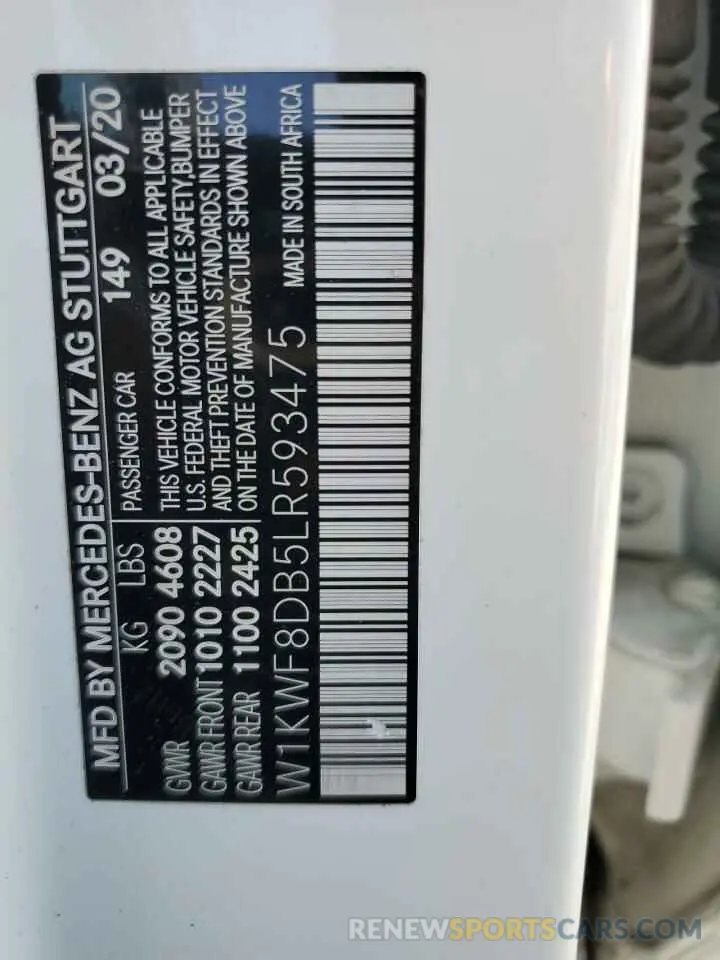 MFD BY MERCEDES-BENZ AG STUTTGART
KG LBS PASSENGER CAR 149 03/20
GVWR 2090 4608 THIS VEHICLE CONFORMS TO ALL APPLICABLE
GAWR FRONT 1010 2227 U.S. FEDERAL MOTOR VEHICLE SAFETY,BUMPER
AND THEFT PREVENTION STANDARDS IN EFFECT
GAWR REAR 1100 2425 ON THE DATE OF MANUFACTURE SHOWN ABOVE
W1KWF8DB5LR593475 MADE IN SOUTH AFRICA
RENEWSPORTSCARS.COM